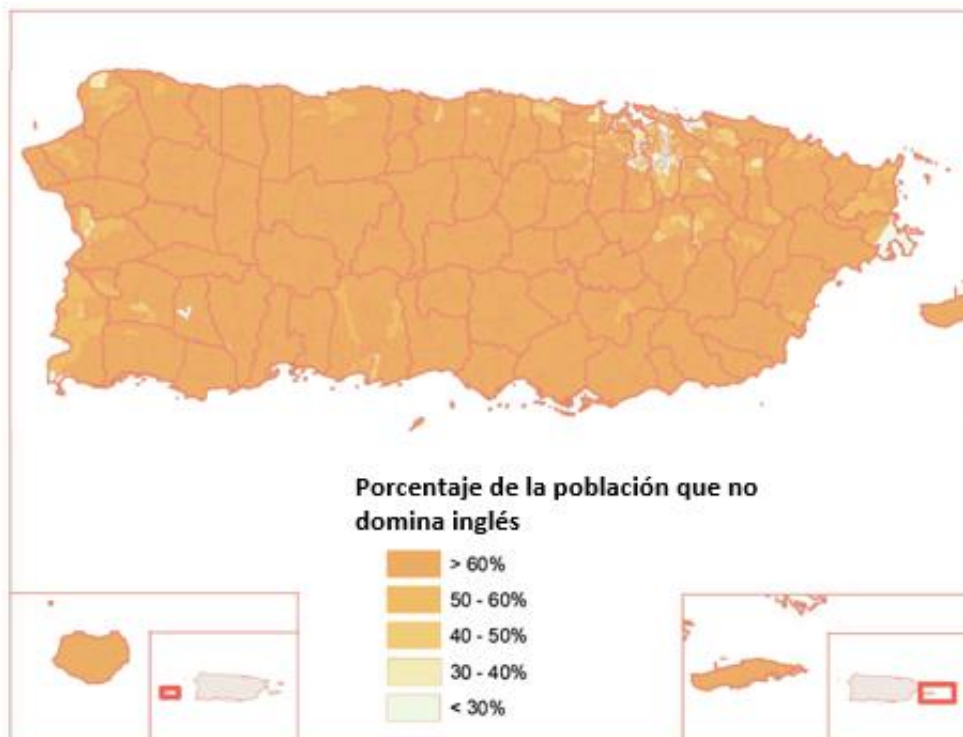 Porcentaje de la población que no
domina inglés
> 60%
50 - 60%
40 - 50%
30 - 40%
< 30%